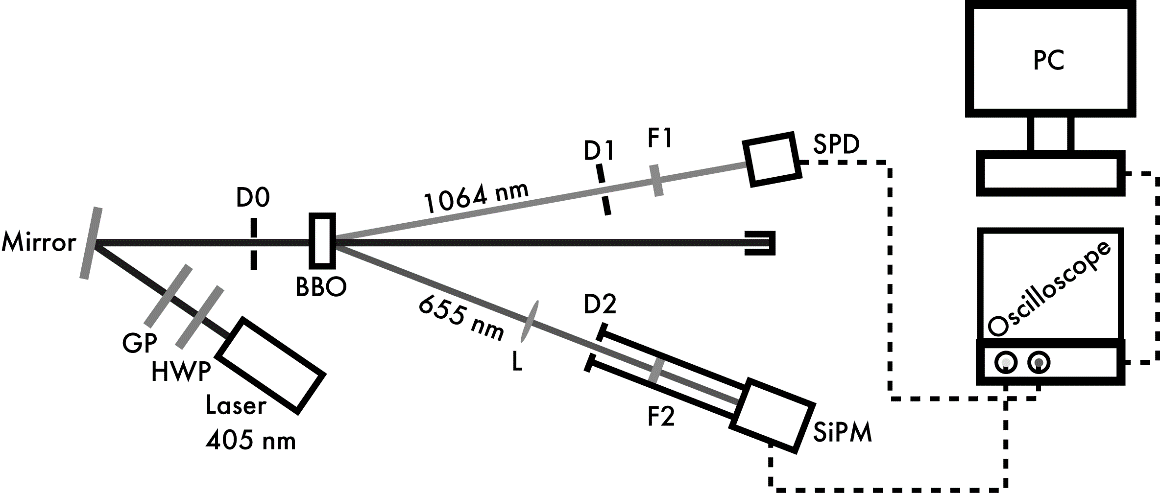 PC
D1
F1
SPD
1064 nm
D0
Mirror
BBO
Oscilloscope
655 nm
D2
GP
HWP
L
F2
Laser
405 nm
SiPM